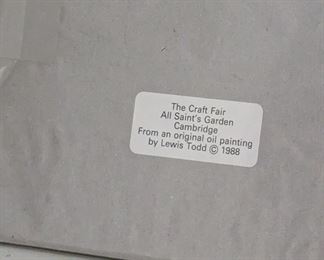 The Craft Fair
All Saint's Garden
Cambridge
From an original oil painting
by Lewis Todd © 1988